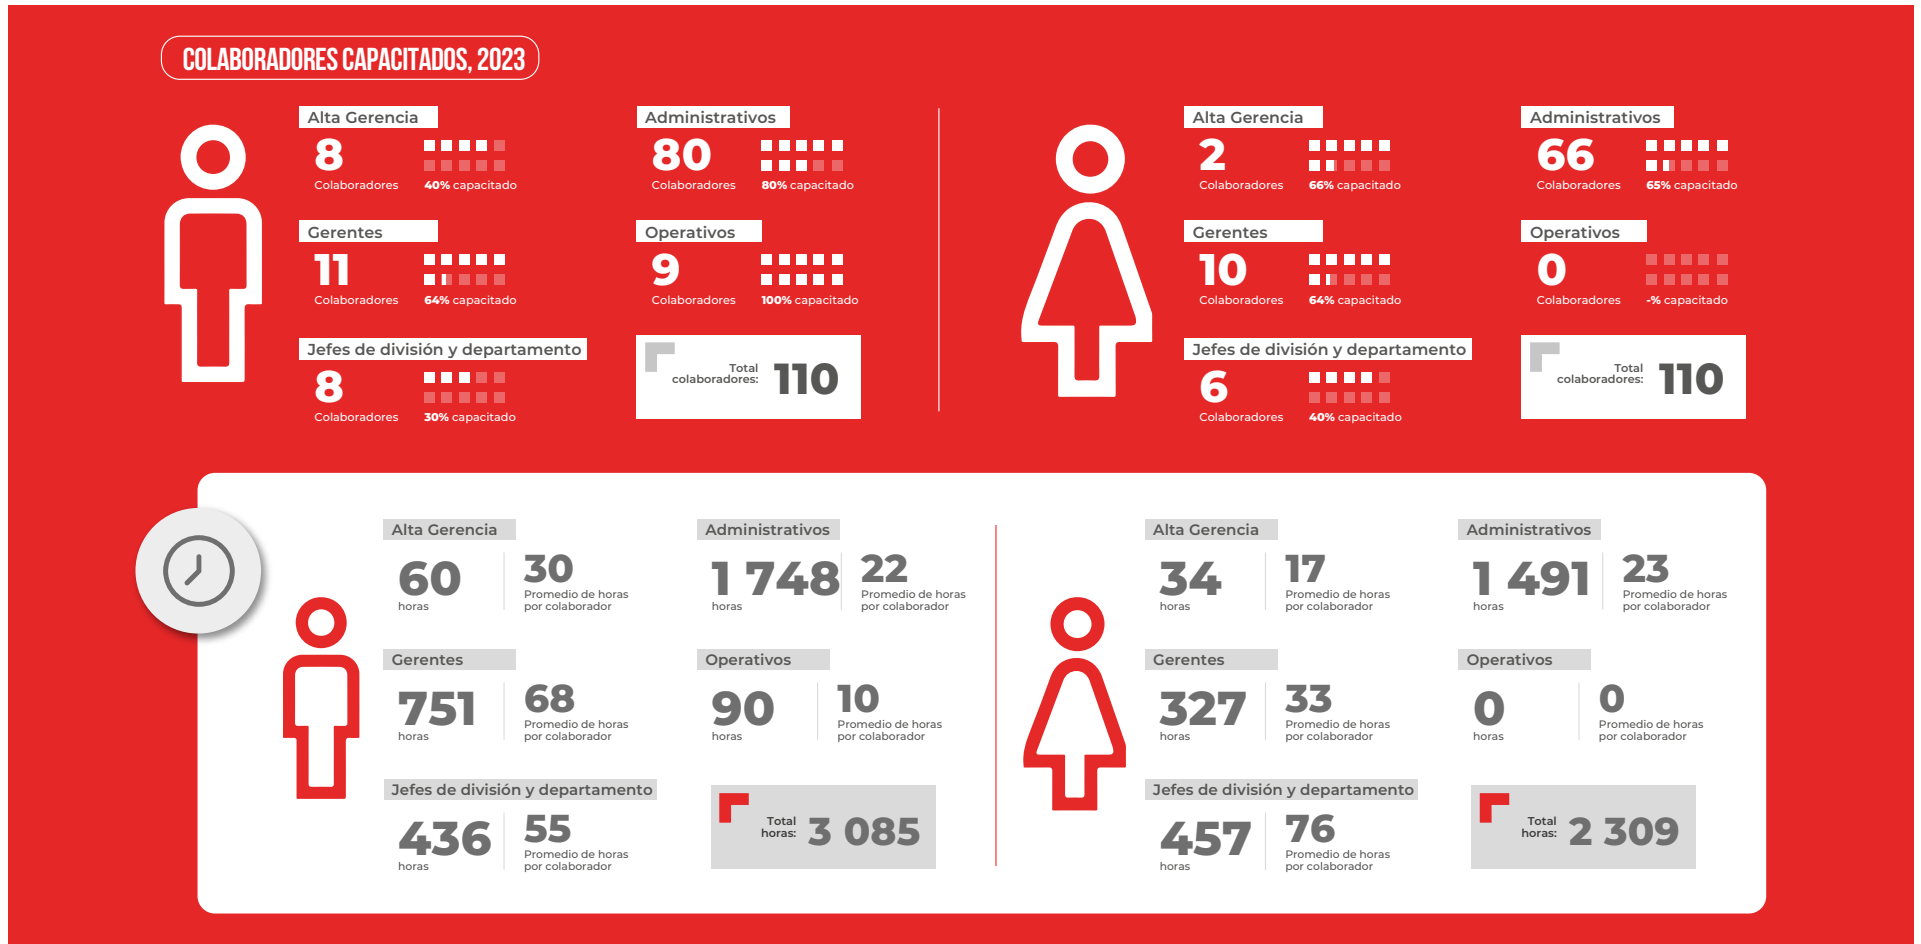 COLABORADORES CAPACITADOS, 2023
Alta Gerencia
8
Colaboradores
40% capacitado
Administrativos
80
Colaboradores
80% capacitado
Gerentes
11
Colaboradores
64% capacitado
Operativos
9
Colaboradores
100% capacitado
Jefes de división y departamento
8
Colaboradores
30% capacitado
Total
colaboradores:
110
Alta Gerencia
2
Colaboradores
66% capacitado
Administrativos
66
Colaboradores
65% capacitado
Gerentes
10
Colaboradores
64% capacitado
Operativos
0
Colaboradores
-% capacitado
Jefes de división y departamento
6
Colaboradores
40% capacitado
Total
colaboradores:
110
Alta Gerencia
60
horas
30
Promedio de horas
por colaborador
Administrativos
1 748
horas
22
Promedio de horas
por colaborador
Gerentes
751
horas
68
Promedio de horas
por colaborador
Operativos
90
horas
10
Promedio de horas
por colaborador
Jefes de división y departamento
436
horas
55
Promedio de horas
por colaborador
Total
horas:
3 085
Alta Gerencia
34
horas
17
Promedio de horas
por colaborador
Administrativos
1 491
horas
23
Promedio de horas
por colaborador
Gerentes
327
horas
33
Promedio de horas
por colaborador
Operativos
0
horas
0
Promedio de horas
por colaborador
Jefes de división y departamento
457
horas
76
Promedio de horas
por colaborador
Total
horas:
2 309